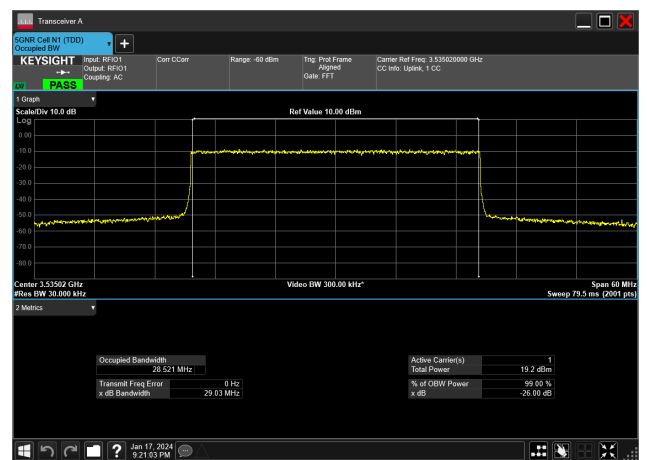 Transceiver A
5GNR Cell N1 (TDD)
Occupied BW
KEYSIGHT
Input: RFIO1
Output: RFIO1
Coupling: AC
Corr CCorr
Range: -60 dBm
Trig: Prot Frame
Aligned
Gate: FFT
Carrier Ref Freq: 3.535020000 GHz
CC Info: Uplink, 1 CC
LV PASS
1 Graph
Scale/Div 10.0 dB
Ref Value 10.00 dBm
Log
0.00
-10.0
-20.0
-30.0
-40.0
-50.0
-60.0
-70.0
-80.0
Center 3.53502 GHz
Video BW 300.00 kHz*
Span 60 MHz
#Res BW 30.000 kHz
Sweep 79.5 ms (2001 pts)
2 Metrics
Occupied Bandwidth
28.521 MHz
Active Carrier(s) 1
Total Power 19.2 dBm
Transmit Freq Error 0 Hz
x dB Bandwidth 29.03 MHz
% of OBW Power 99.00 %
x dB -26.00 dB
?
Jan 17, 2024
9:21:03 PM